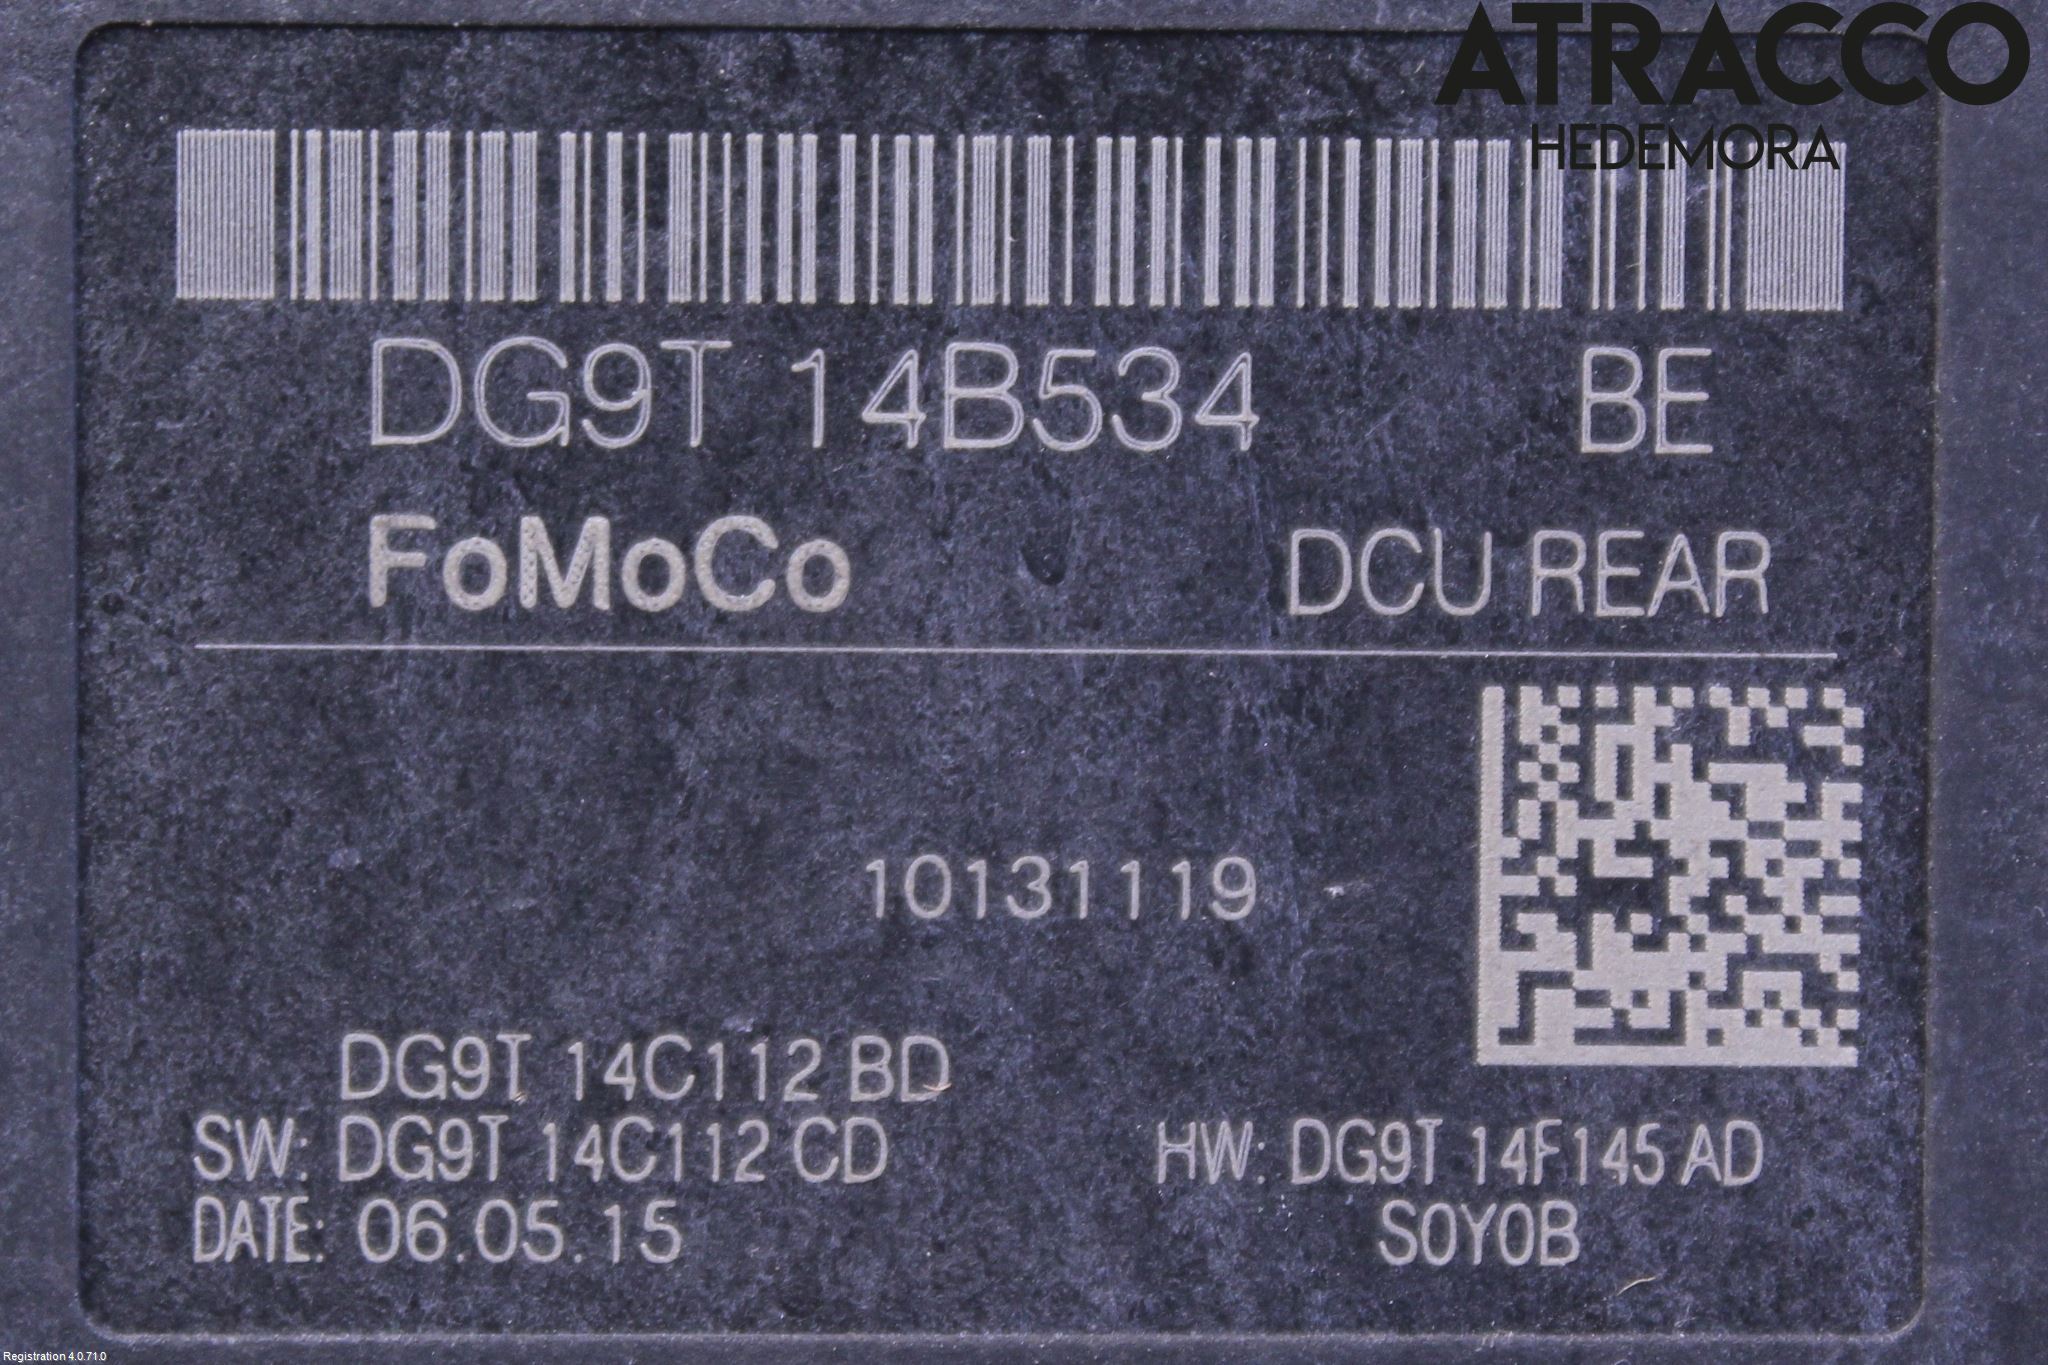 ATRACCO
HEDEMORA
DG9T 14B534 BE
FoMoCo DCU REAR
10131119
DG9T 14C112 BD
SW: DG9T 14C112 CD HW: DG9T 14F145 AD
DATE: 06.05.15 S0Y0B
Registration 4.0.71.0